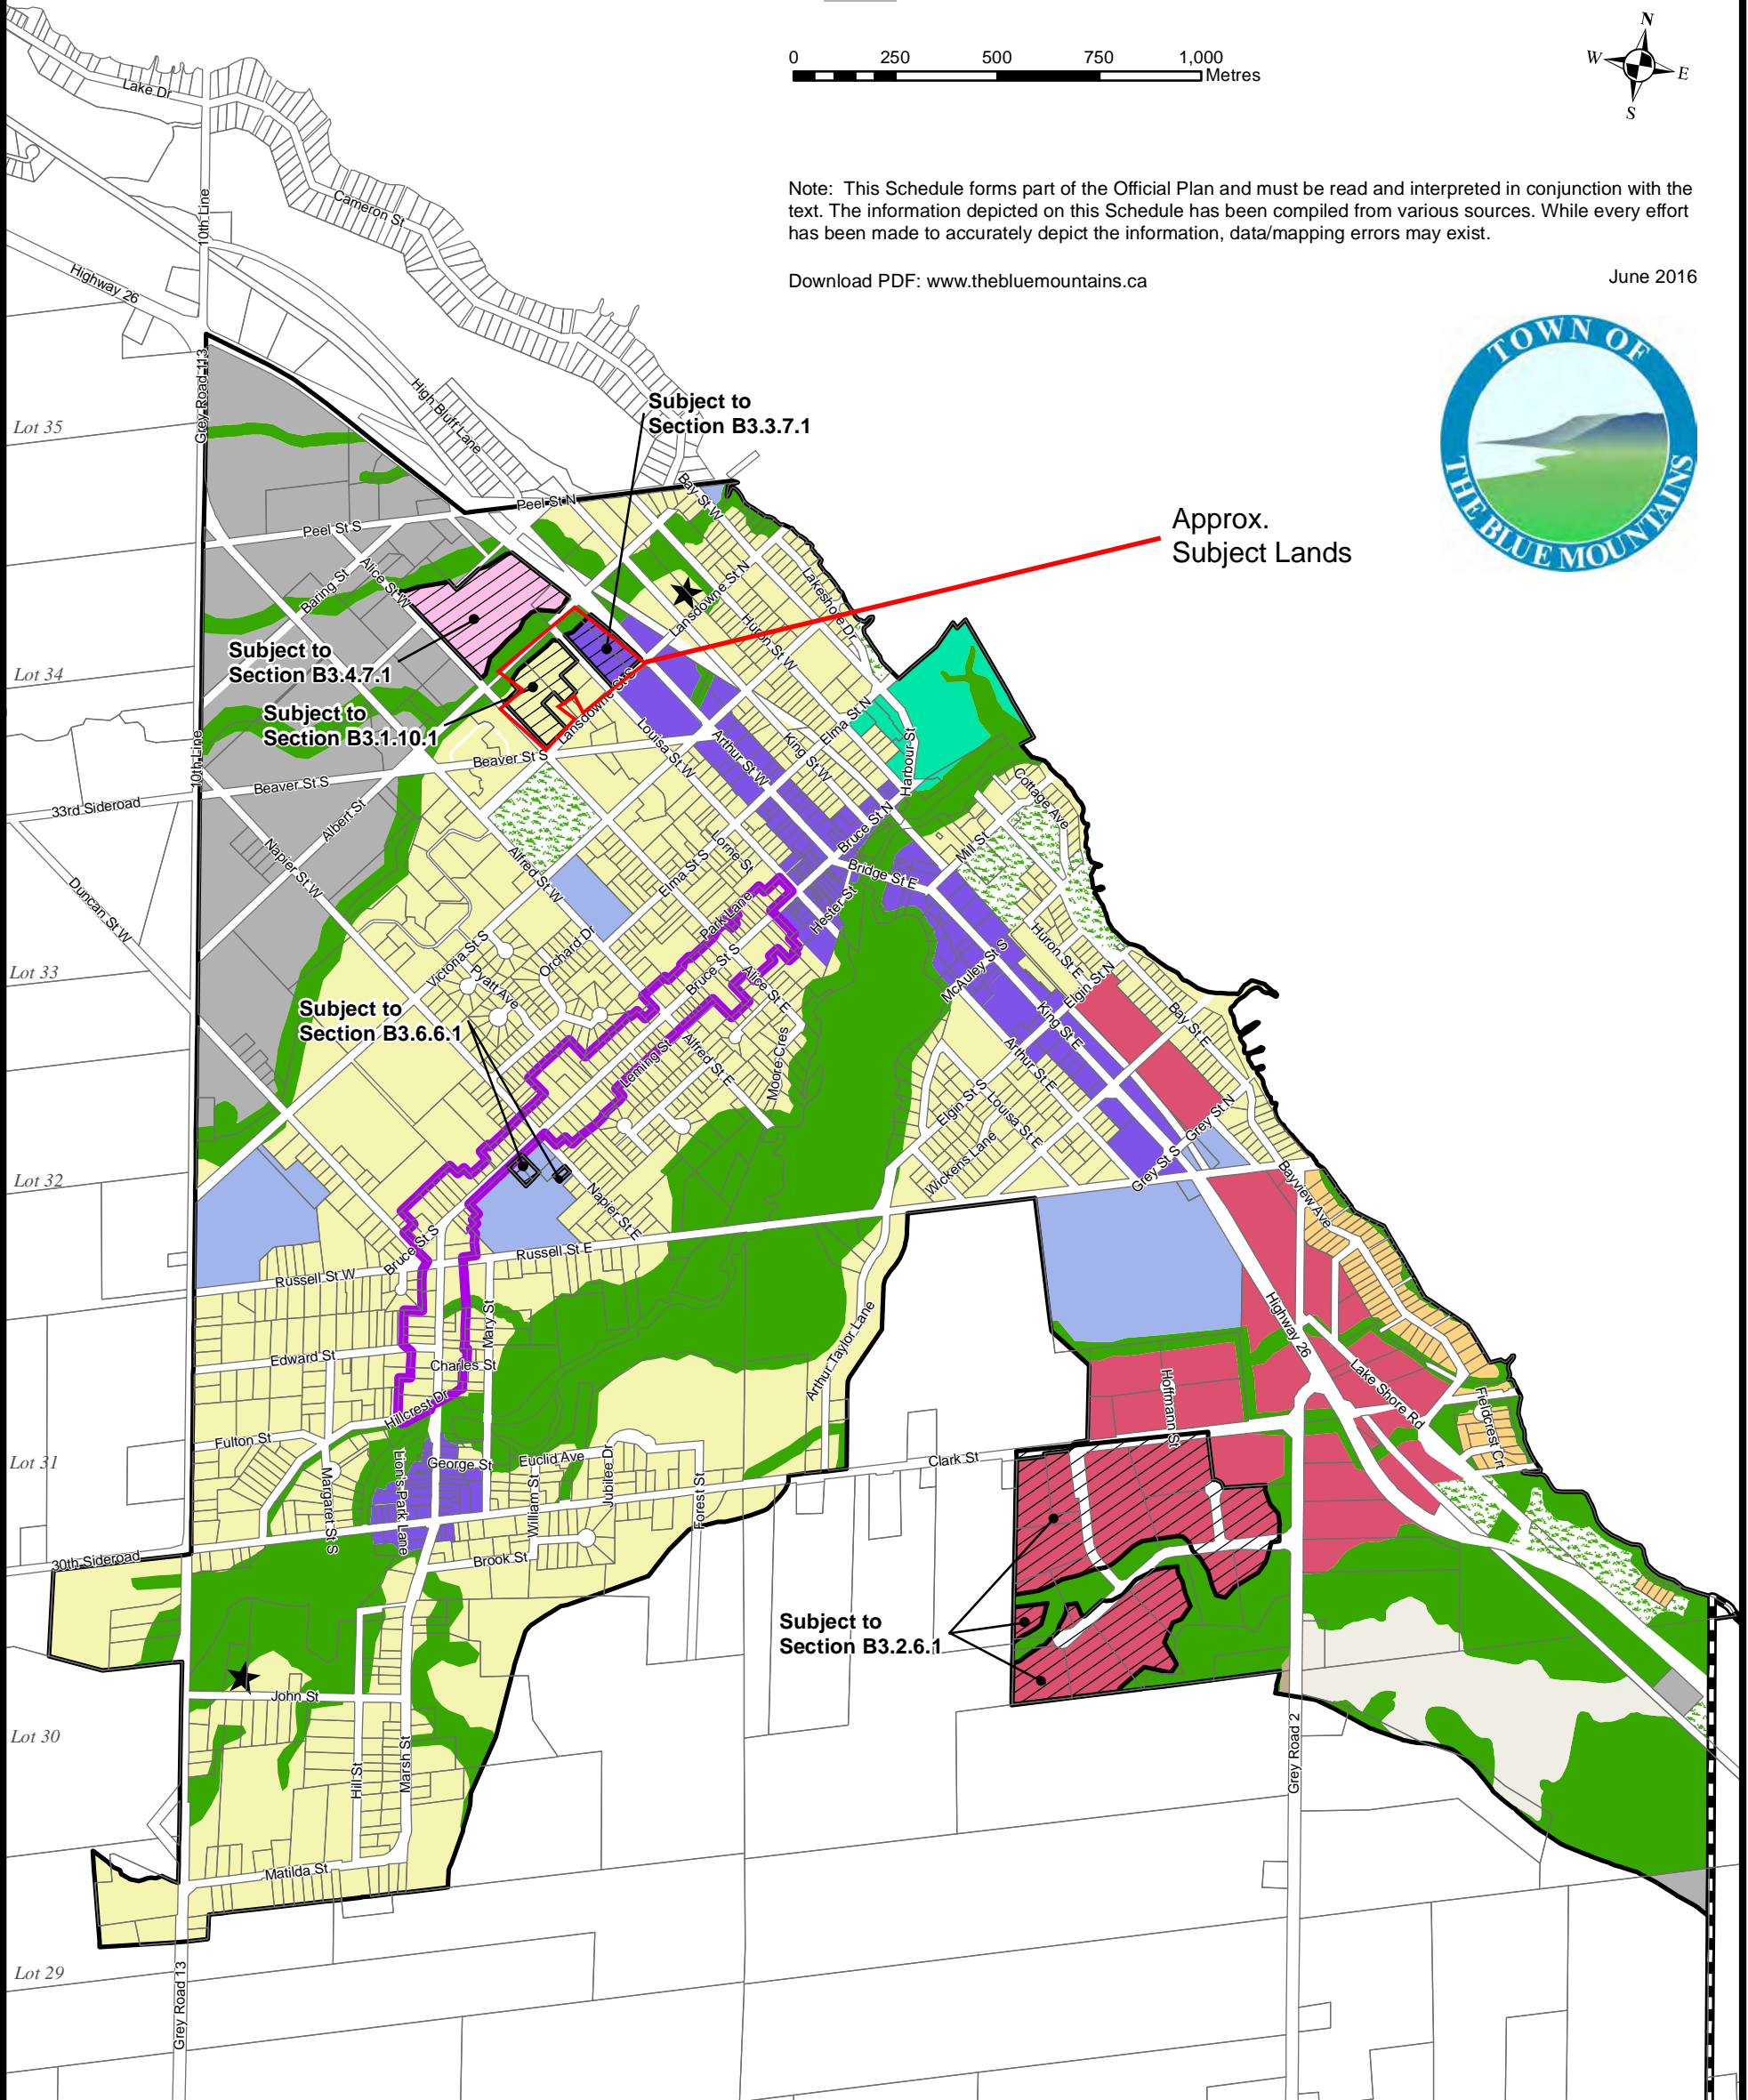 0 250 500 750 1,000
Metres
N
W E
S
Note: This Schedule forms part of the Official Plan and must be read and interpreted in conjunction with the
text. The information depicted on this Schedule has been compiled from various sources. While every effort
has been made to accurately depict the information, data/mapping errors may exist.
Download PDF: www.thebluemountains.ca
June 2016
TOWN OF
THE BLUE MOUNTAINS
Lake Dr
10th Line
Cameron St
Highway 26
Grey Road 113
High Bluff Lane
Subject to
Section B3.3.7.1
Lot 35
Approx.
Subject Lands
Peel St N
Bay St W
Peel St S
Alice St W
Baring St
Lansdowne St N
Lakeshore Dr
Huron St W
Subject to
Section B3.4.7.1
Lot 34
Subject to
Section B3.1.10.1
Lansdowne St S
Louisa St W
Arthur St W
King St W
Elma St N
Harbour St
10th Line
Beaver St S
Beaver St S
33rd Sideroad
Albert St
Napier St W
Duncan St W
Cottage Ave
Bruce St N
Mill St
Bridge St E
Lorne St
Elma St S
Alfred St W
Park Lane
Hester St
Huron St E
Victoria St S
Orchard Dr
Pyatt Ave
Bruce St S
Alice St E
McAuley St S
Elgin St N
Lot 33
Subject to
Section B3.6.6.1
King St E
Bay St E
Arthur St E
Leming St
Alfred St E
Moore Cres
Elgin St S
Louisa St E
Wickens Lane
Grey St N
Grey St S
Lot 32
Napier St E
Bayview Ave
Bruce St S
Russell St E
Russell St W
Mary St
Arthur Taylor Lane
Highway 26
Edward St
Charles St
Hillcrest Dr
Hoffmann St
Lake Shore Rd
Fieldcrest Crt
Fulton St
Lot 31
Margaret St S
Lion's Park Lane
George St
Euclid Ave
William St
Jubilee Dr
Forest St
Clark St
30th Sideroad
Brook St
Subject to
Section B3.2.6.1
John St
Lot 30
Hill St
Marsh St
Grey Road 2
Matilda St
Lot 29
Grey Road 13